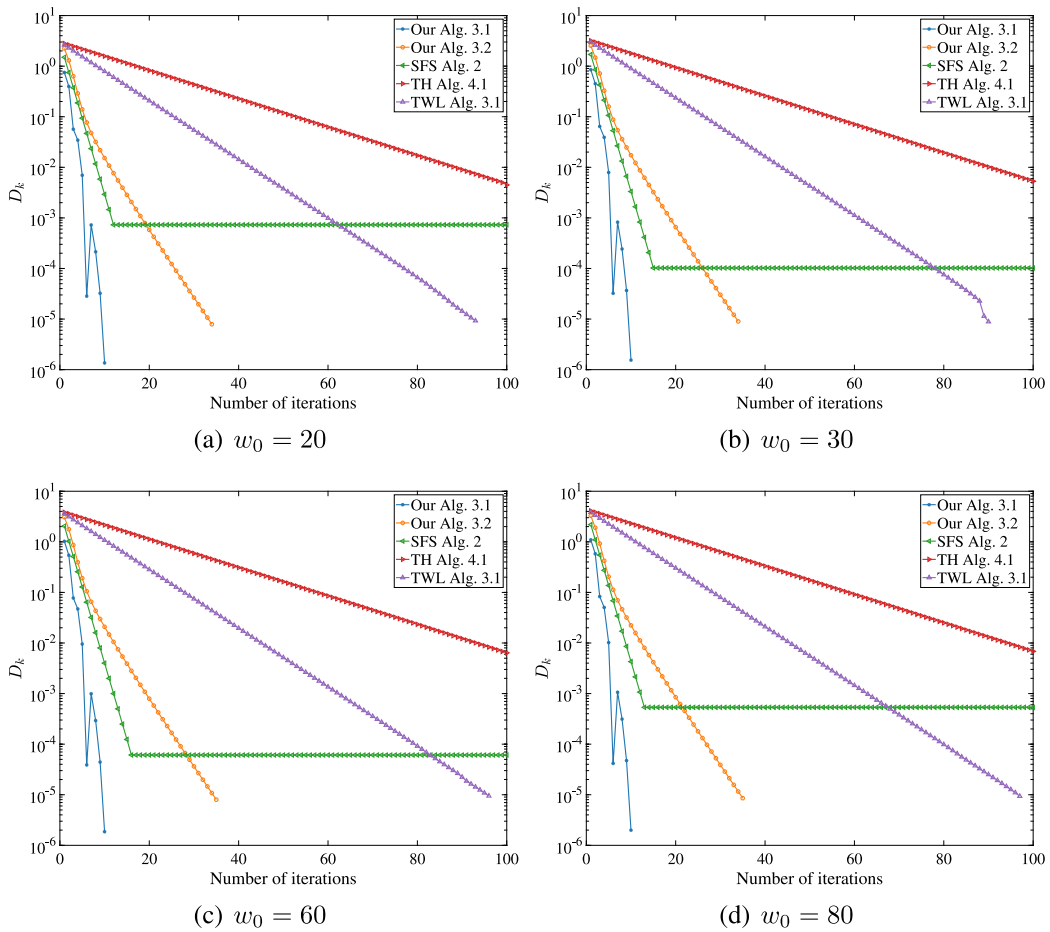 10^1
10^0
10^-1
10^-2
10^-3
10^-4
10^-5
10^-6
D_k
0 20 40 60 80 100
Number of iterations
Our Alg. 3.1
Our Alg. 3.2
SFS Alg. 2
TH Alg. 4.1
TWL Alg. 3.1
(a) w_0 = 20
10^1
10^0
10^-1
10^-2
10^-3
10^-4
10^-5
10^-6
D_k
0 20 40 60 80 100
Number of iterations
Our Alg. 3.1
Our Alg. 3.2
SFS Alg. 2
TH Alg. 4.1
TWL Alg. 3.1
(b) w_0 = 30
10^1
10^0
10^-1
10^-2
10^-3
10^-4
10^-5
10^-6
D_k
0 20 40 60 80 100
Number of iterations
Our Alg. 3.1
Our Alg. 3.2
SFS Alg. 2
TH Alg. 4.1
TWL Alg. 3.1
(c) w_0 = 60
10^1
10^0
10^-1
10^-2
10^-3
10^-4
10^-5
10^-6
D_k
0 20 40 60 80 100
Number of iterations
Our Alg. 3.1
Our Alg. 3.2
SFS Alg. 2
TH Alg. 4.1
TWL Alg. 3.1
(d) w_0 = 80